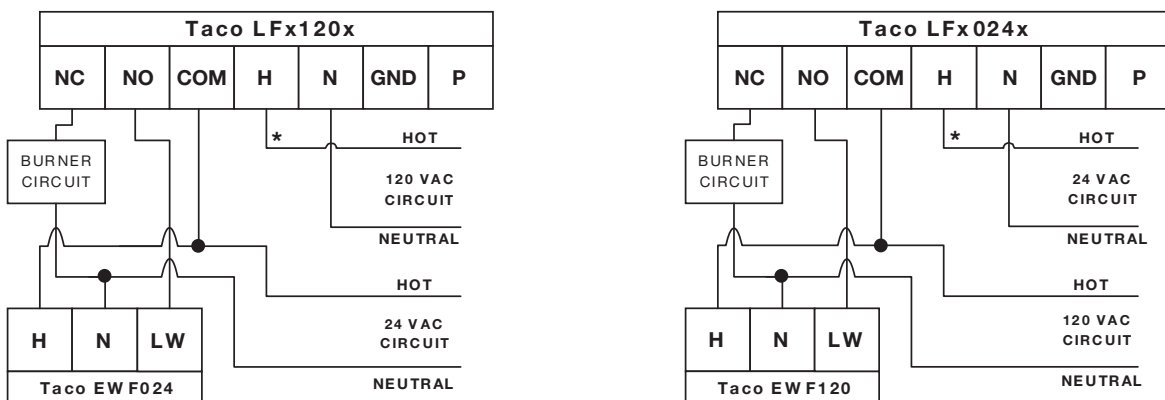 Taco LFx120x
NC NO COM H N GND P
* HOT
BURNER
CIRCUIT
120 VAC
CIRCUIT
NEUTRAL
HOT
24 VAC
CIRCUIT
NEUTRAL
H N LW
Taco EWF024
Taco LFx024x
NC NO COM H N GND P
* HOT
BURNER
CIRCUIT
24 VAC
CIRCUIT
NEUTRAL
HOT
120 VAC
CIRCUIT
NEUTRAL
H N LW
Taco EWF120